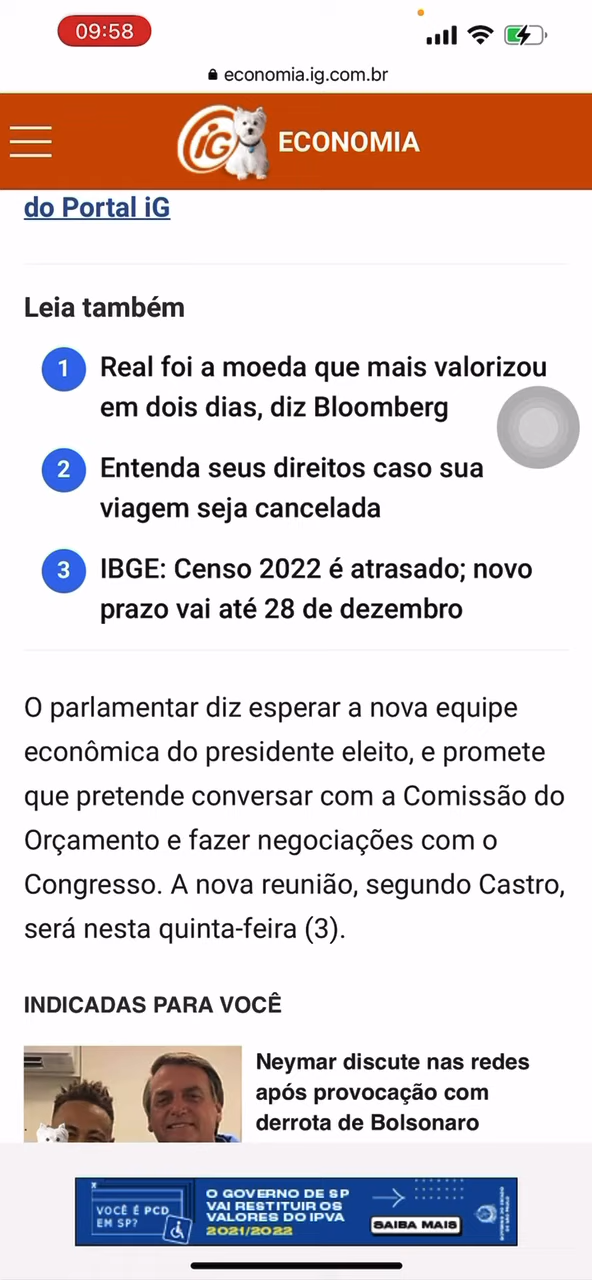 09:58
economia.ig.com.br
iG ECONOMIA
do Portal iG
Leia também
1 Real foi a moeda que mais valorizou
em dois dias, diz Bloomberg
2 Entenda seus direitos caso sua
viagem seja cancelada
3 IBGE: Censo 2022 é atrasado; novo
prazo vai até 28 de dezembro
O parlamentar diz esperar a nova equipe
econômica do presidente eleito, e promete
que pretende conversar com a Comissão do
Orçamento e fazer negociações com o
Congresso. A nova reunião, segundo Castro,
será nesta quinta-feira (3).
INDICADAS PARA VOCÊ
Neymar discute nas redes
após provocação com
derrota de Bolsonaro
VOCÊ É PCD
EM SP?
O GOVERNO DE SP
VAI RESTITUIR OS
VALORES DO IPVA
2021/2022
SAIBA MAIS